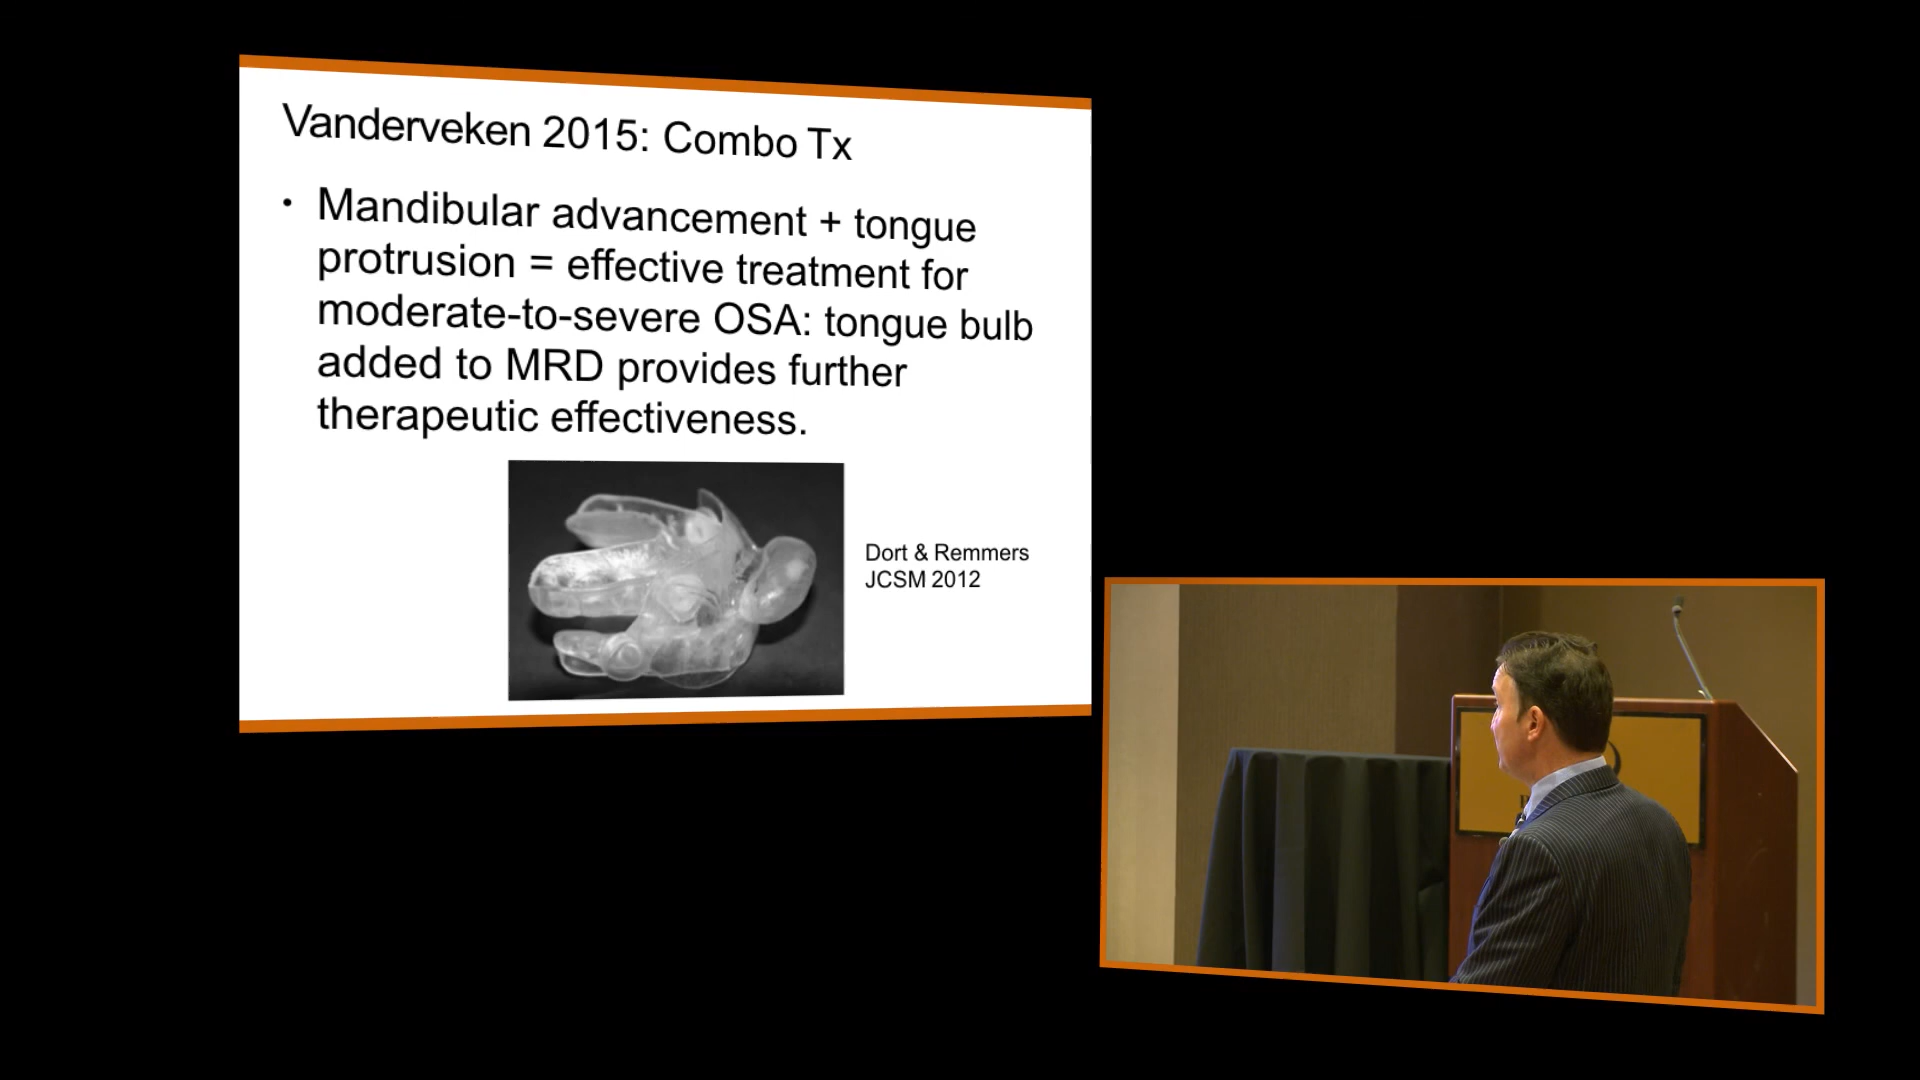 Vanderveken 2015: Combo Tx
• Mandibular advancement + tongue
protrusion = effective treatment for
moderate-to-severe OSA: tongue bulb
added to MRD provides further
therapeutic effectiveness.
Dort & Remmers
JCSM 2012